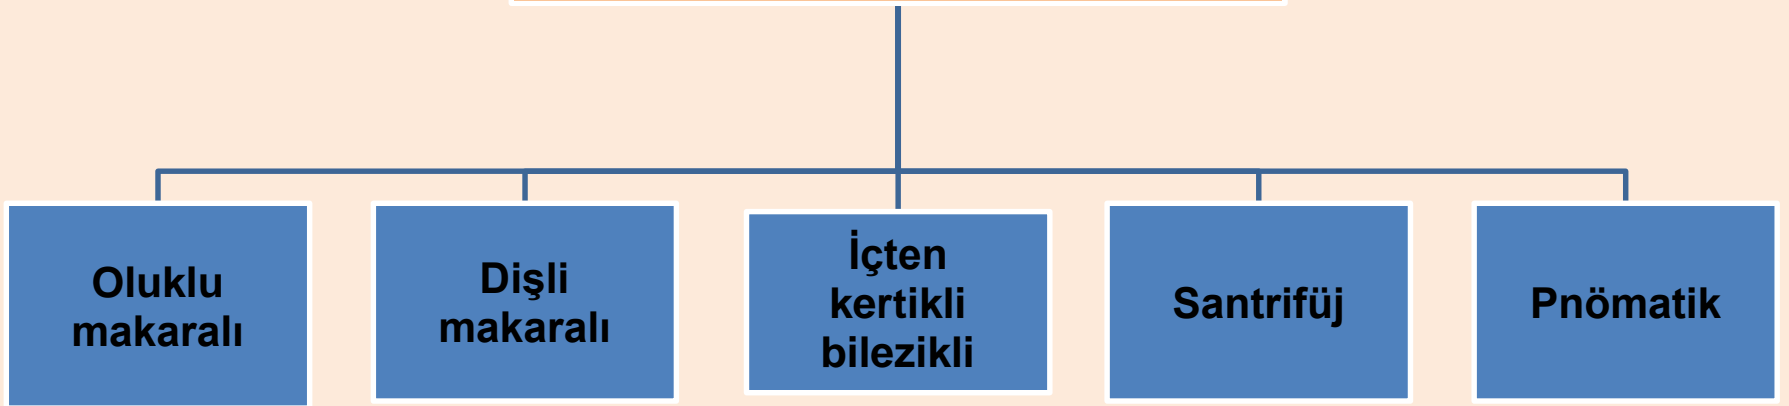 Oluklu
makaralı
Dişli
makaralı
İçten
kertikli
bilezikli
Santrifüj
Pnömatik